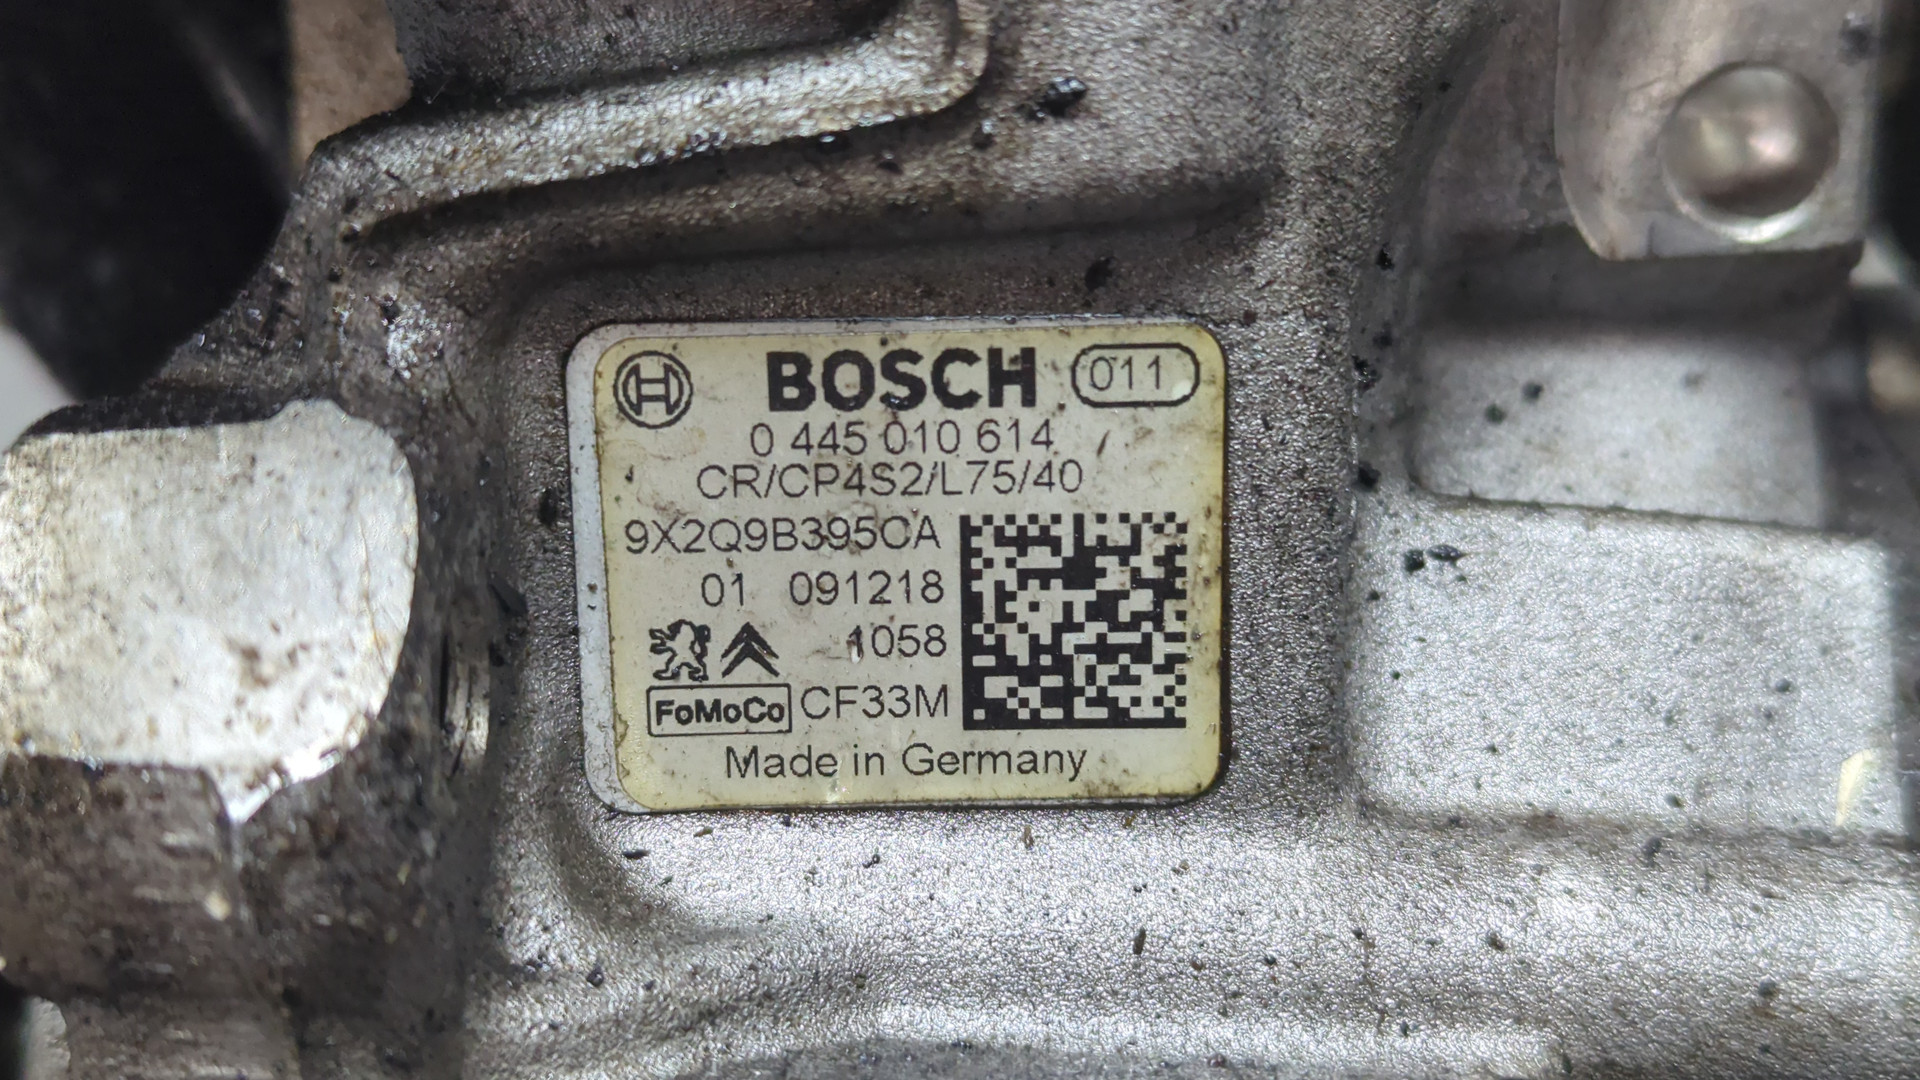 BOSCH 011
0 445 010 614
CR/CP4S2/L75/40
9X2Q9B395CA
01 091218
1058
FoMoCo CF33M
Made in Germany